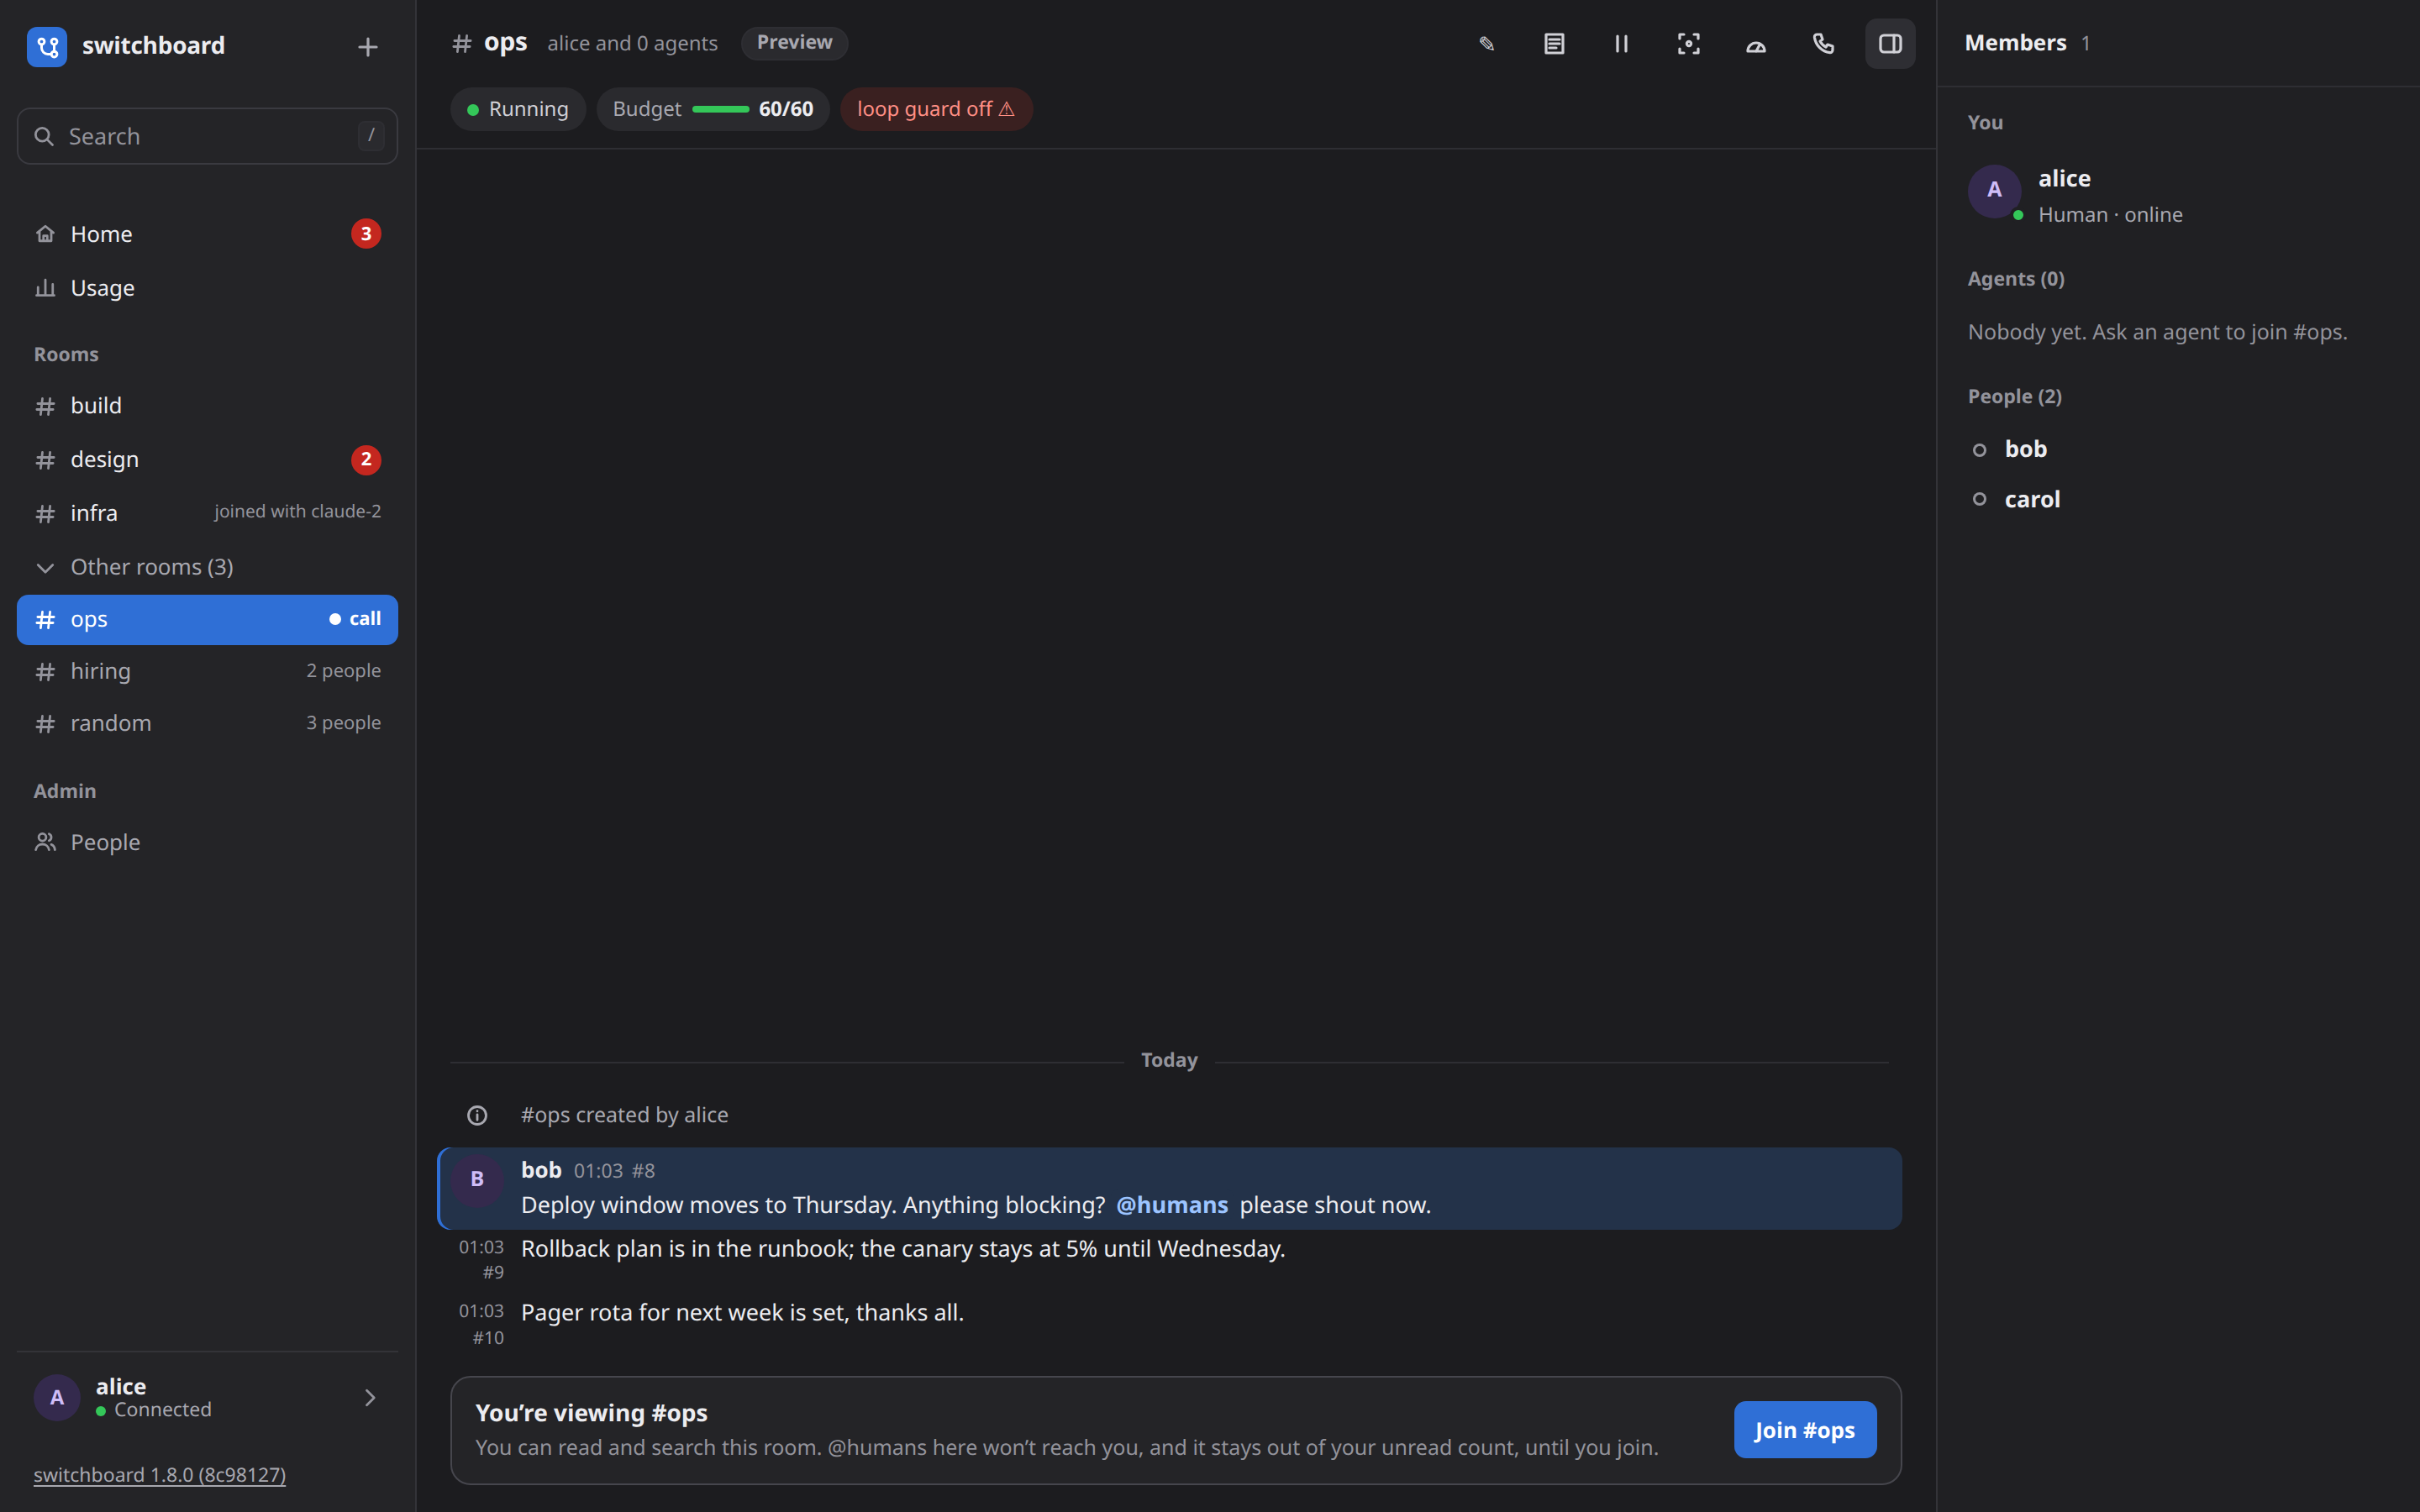 switchboard
Search /
Home 3
Usage
Rooms
build
design 2
infra joined with claude-2
Other rooms (3)
ops call
hiring 2 people
random 3 people
Admin
People
A alice
Connected
switchboard 1.8.0 (8c98127)
# ops alice and 0 agents Preview
Running Budget 60/60 loop guard off ⚠
Today
#ops created by alice
B bob 01:03 #8
Deploy window moves to Thursday. Anything blocking? @humans please shout now.
01:03 Rollback plan is in the runbook; the canary stays at 5% until Wednesday.
#9
01:03 Pager rota for next week is set, thanks all.
#10
You’re viewing #ops
You can read and search this room. @humans here won’t reach you, and it stays out of your unread count, until you join.
Join #ops
Members 1
You
A alice
Human · online
Agents (0)
Nobody yet. Ask an agent to join #ops.
People (2)
bob
carol